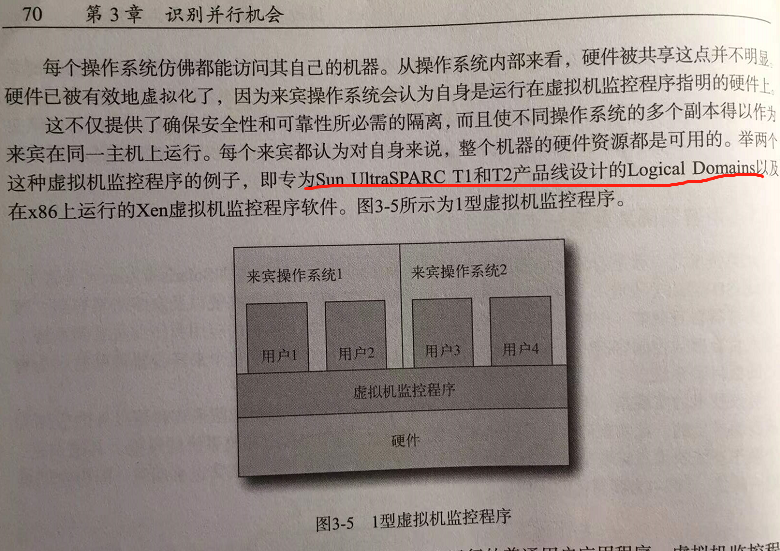 70 第 3 章 识别并行机会
每个操作系统仿佛都能访问其自己的机器。从操作系统内部来看，硬件被共享这点并不明显。
硬件已被有效地虚拟化了，因为来宾操作系统会认为自身是运行在虚拟机监控程序指明的硬件上。
这不仅提供了确保安全性和可靠性所必需的隔离，而且使不同操作系统的多个副本得以作为
来宾在同一主机上运行。每个来宾都认为对自身来说，整个机器的硬件资源都是可用的。举两个
这种虚拟机监控程序的例子，即专为Sun UltraSPARC T1和T2产品线设计的Logical Domains以及
在x86上运行的Xen虚拟机监控程序软件。图3-5所示为1型虚拟机监控程序。
来宾操作系统1
来宾操作系统2
用户1
用户2
用户3
用户4
虚拟机监控程序
硬件
图3-5 1型虚拟机监控程序